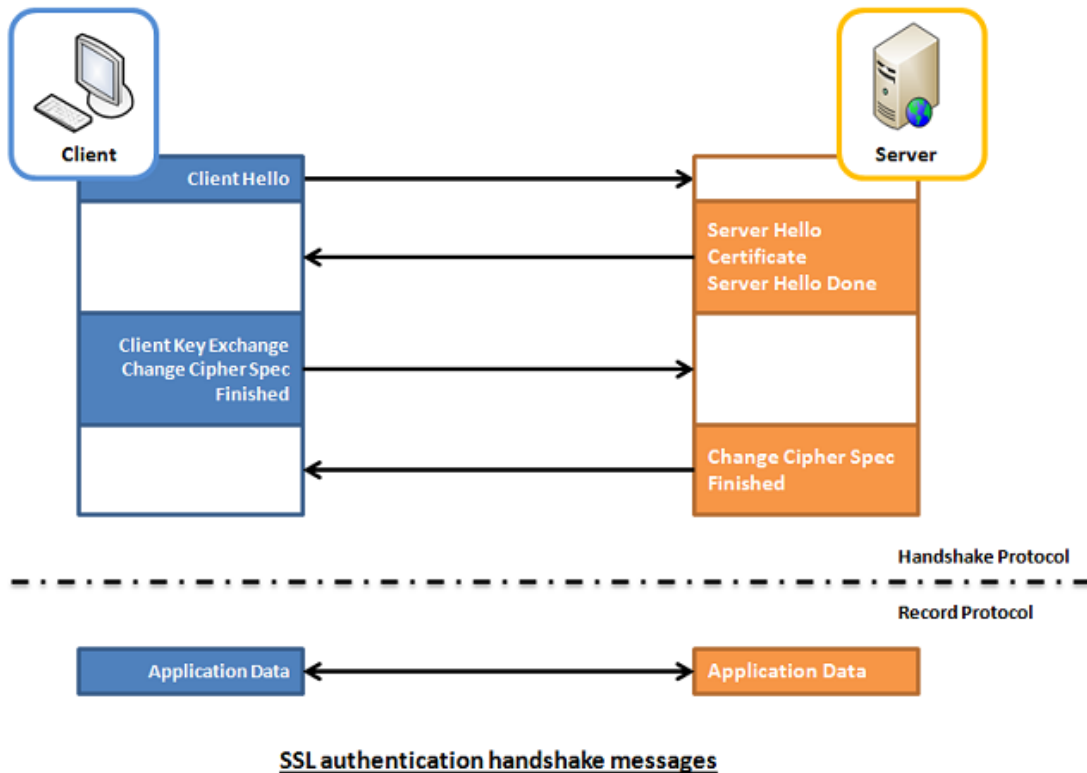 Client
Server
Client Hello
Server Hello
Certificate
Server Hello Done
Client Key Exchange
Change Cipher Spec
Finished
Change Cipher Spec
Finished
Handshake Protocol
Record Protocol
Application Data
Application Data
SSL authentication handshake messages